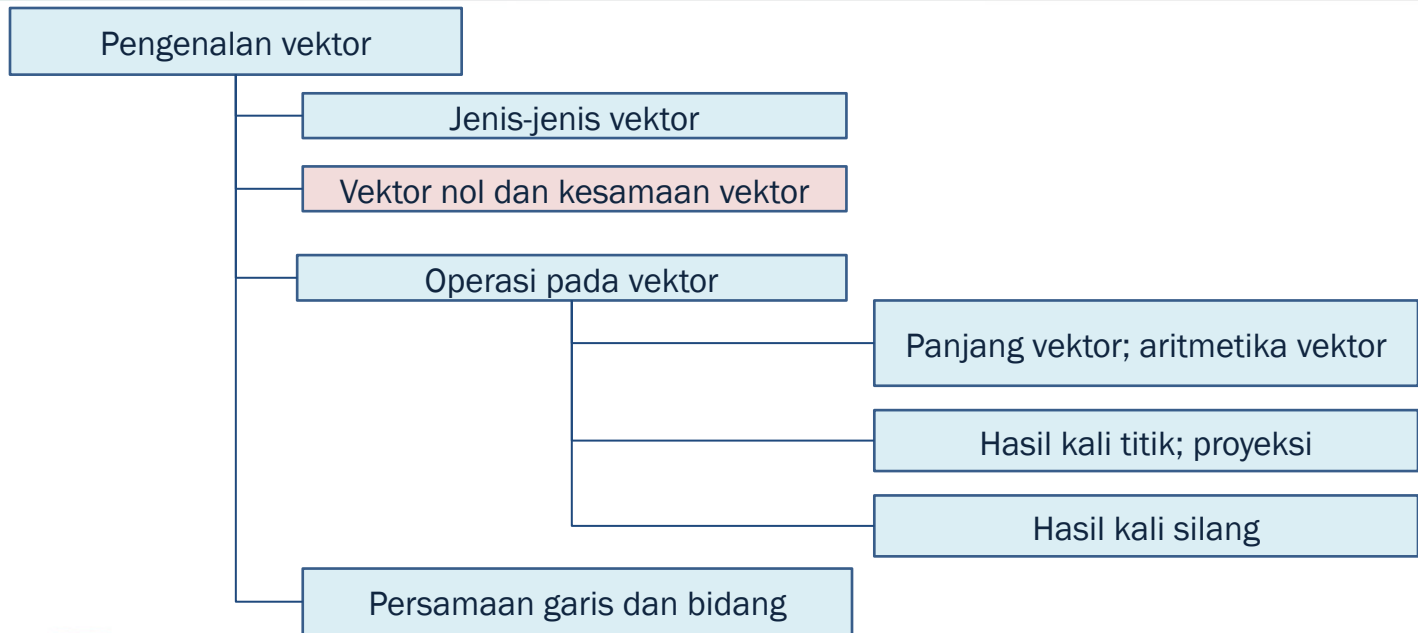 Pengenalan vektor
Jenis-jenis vektor
Vektor nol dan kesamaan vektor
Operasi pada vektor
Panjang vektor; aritmetika vektor
Hasil kali titik; proyeksi
Hasil kali silang
Persamaan garis dan bidang